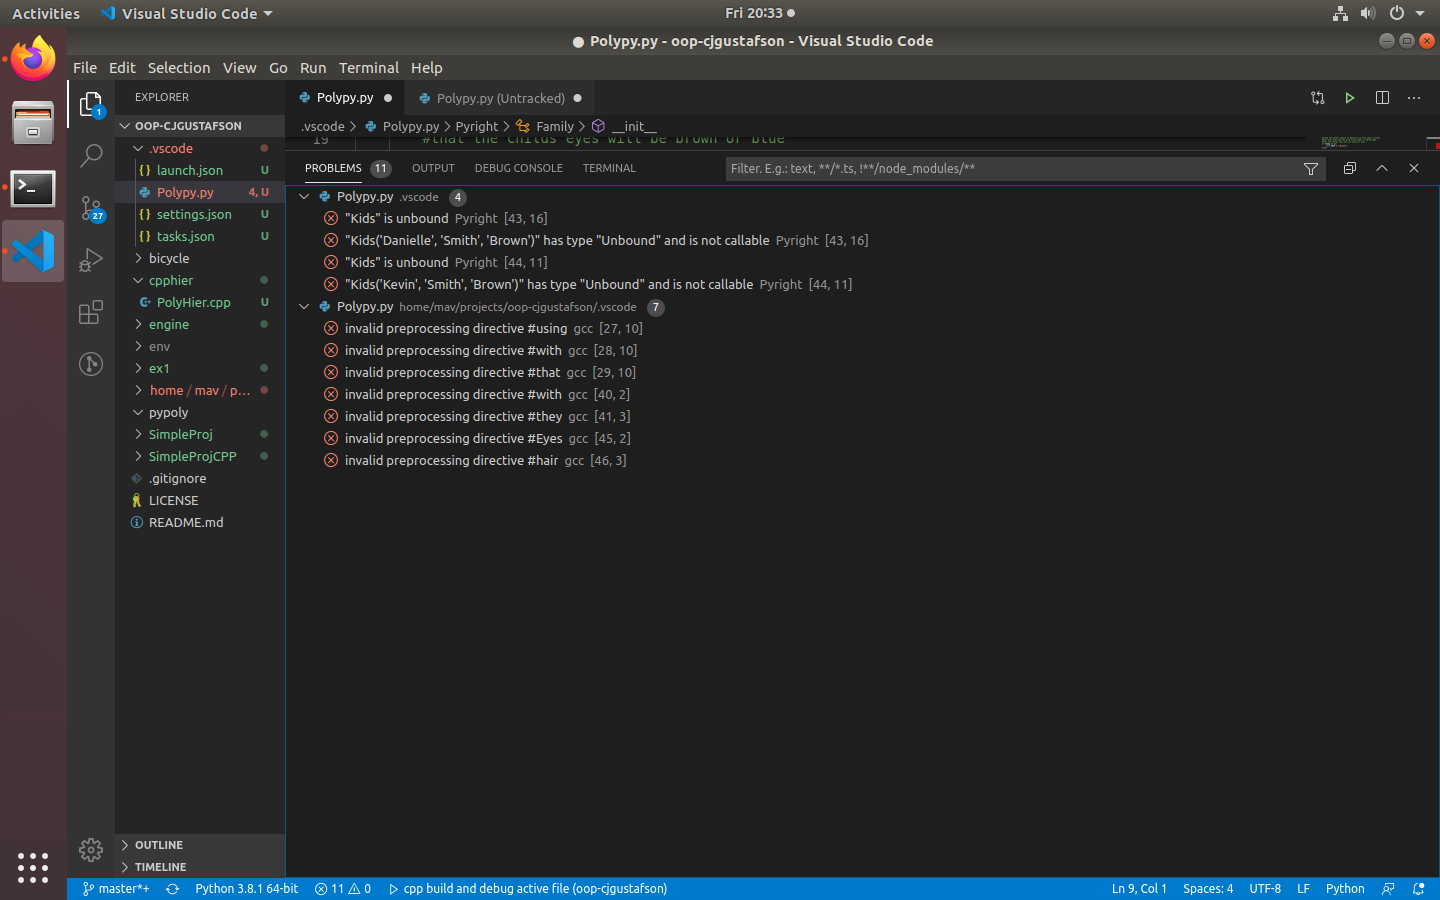 Activities Visual Studio Code Fri 20:33
Polypy.py - oop-cjgustafson - Visual Studio Code
File Edit Selection View Go Run Terminal Help
EXPLORER
Polypy.py Polypy.py (Untracked)
OOP-CJGUSTAFSON
.vscode Polypy.py Pyright Family __init__
19 #that the childs eyes will be brown or blue
.vscode
launch.json U
Polypy.py 4, U
settings.json U
tasks.json U
bicycle
cpphier
PolyHier.cpp U
engine
env
ex1
home / mav / p...
pypoly
SimpleProj
SimpleProjCPP
.gitignore
LICENSE
README.md
OUTLINE
TIMELINE
1
27
PROBLEMS 11 OUTPUT DEBUG CONSOLE TERMINAL Filter. E.g.: text, **/*.ts, !**/node_modules/**
Polypy.py .vscode 4
"Kids" is unbound Pyright [43, 16]
"Kids('Danielle', 'Smith', 'Brown')" has type "Unbound" and is not callable Pyright [43, 16]
"Kids" is unbound Pyright [44, 11]
"Kids('Kevin', 'Smith', 'Brown')" has type "Unbound" and is not callable Pyright [44, 11]
Polypy.py home/mav/projects/oop-cjgustafson/.vscode 7
invalid preprocessing directive #using gcc [27, 10]
invalid preprocessing directive #with gcc [28, 10]
invalid preprocessing directive #that gcc [29, 10]
invalid preprocessing directive #with gcc [40, 2]
invalid preprocessing directive #they gcc [41, 3]
invalid preprocessing directive #Eyes gcc [45, 2]
invalid preprocessing directive #hair gcc [46, 3]
master*+ Python 3.8.1 64-bit 11 0 cpp build and debug active file (oop-cjgustafson) Ln 9, Col 1 Spaces: 4 UTF-8 LF Python